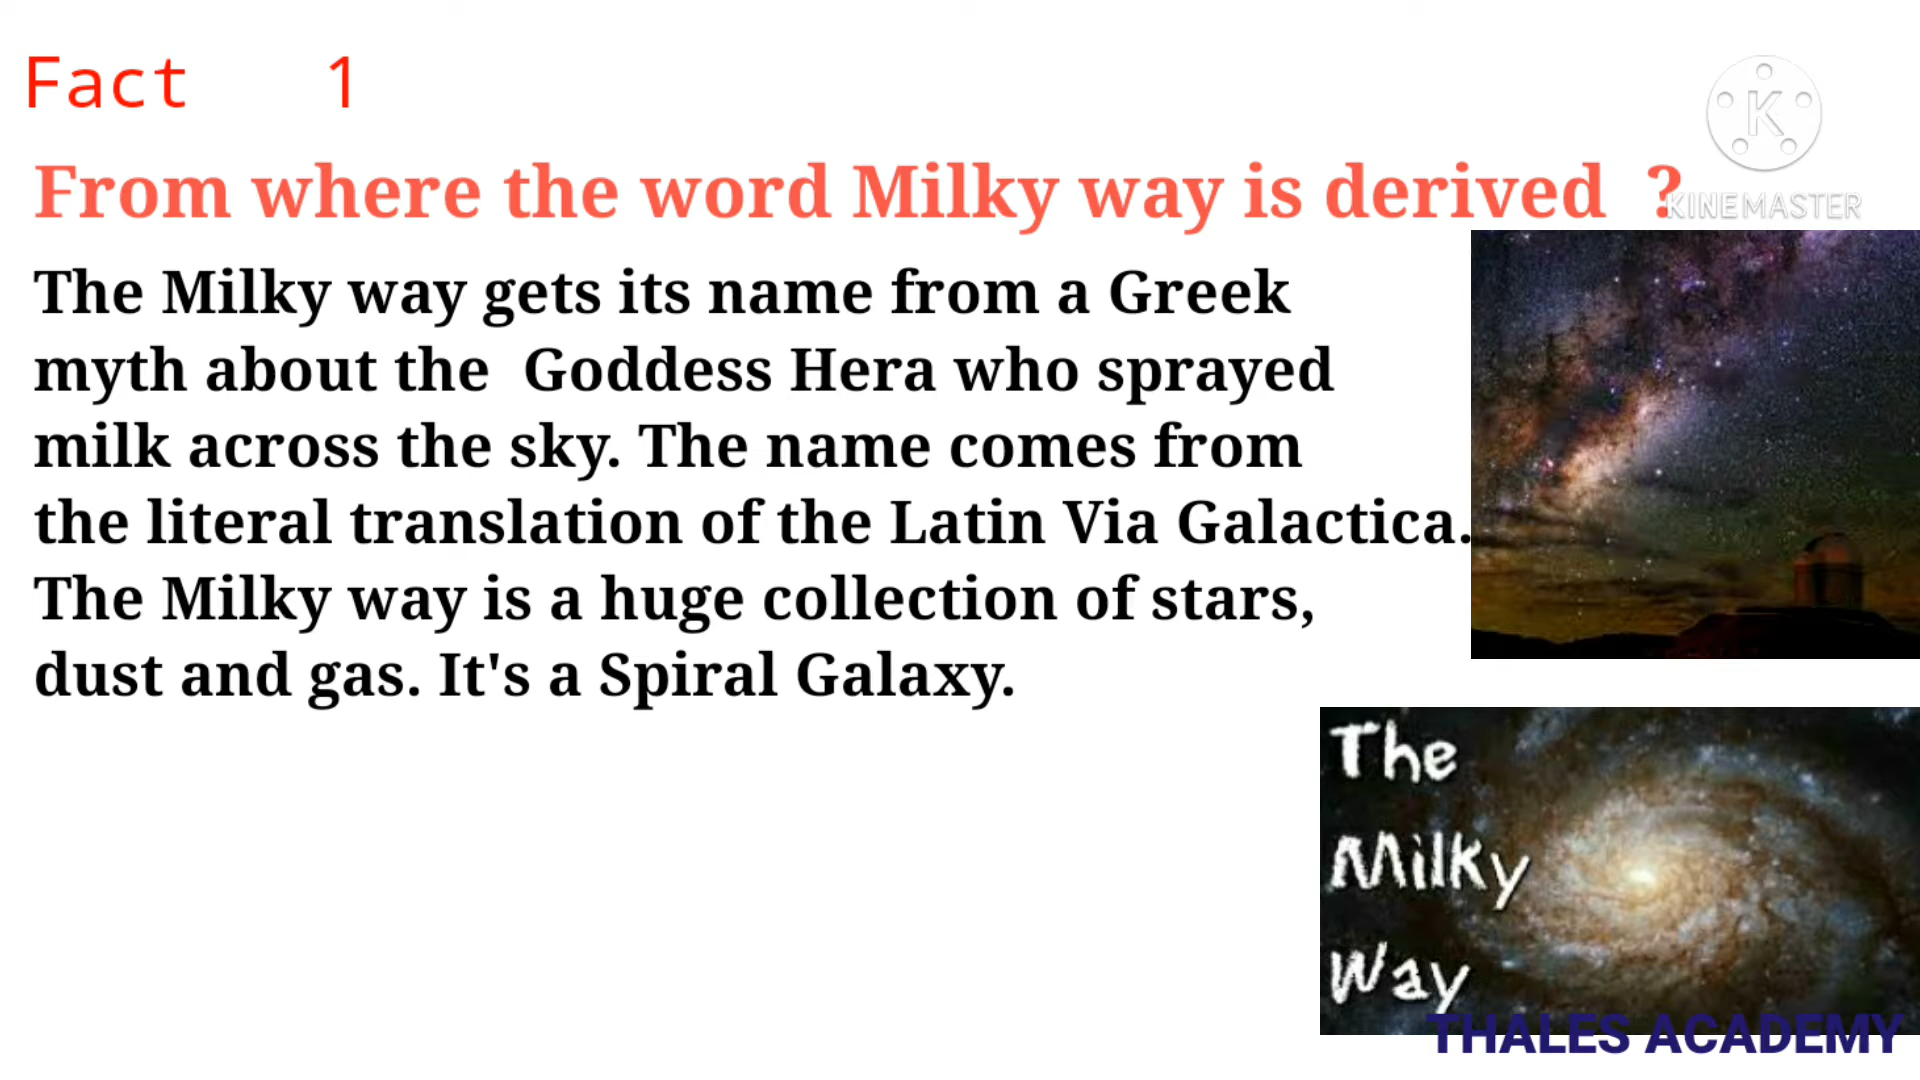 Fact 1
K
KINEMASTER
From where the word Milky way is derived ?
The Milky way gets its name from a Greek
myth about the Goddess Hera who sprayed
milk across the sky. The name comes from
the literal translation of the Latin Via Galactica.
The Milky way is a huge collection of stars,
dust and gas. It's a Spiral Galaxy.
The
Milky
Way
THALES ACADEMY